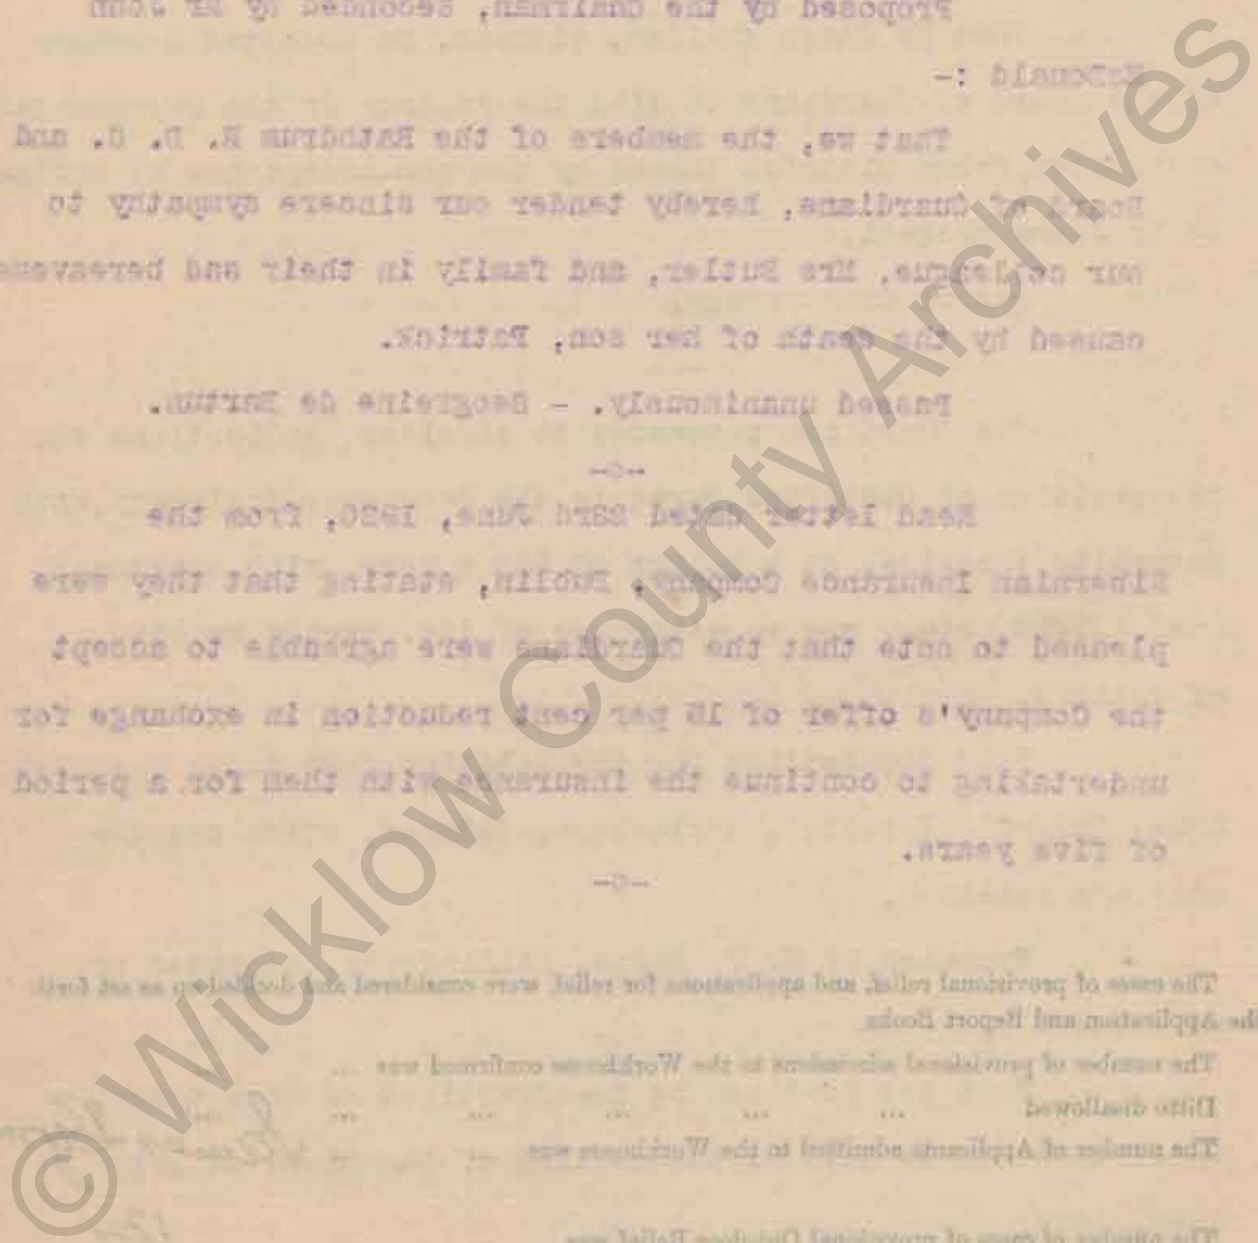 Proposed by the Chairman, seconded by Mr John
McDonald :-
That we, the members of the Rathdrum R. D. C. and
Board of Guardians, hereby tender our sincere sympathy to
our colleague, Mrs Butler, and family in their sad bereaveme
caused by the death of her son, Patrick.
Passed unanimously. -
-o-
Read letter dated 23rd June, 1920, from the
Hibernian Insurance Company, Dublin, stating that they were
pleased to note that the Guardians were agreable to accept
the Company's offer of 15 per cent reduction in exchange for
undertaking to continue the insurance with them for a period
of five years.
-o-
The cases of provisional relief, and applications for relief, were considered and decided on as set forth
the Application and Report Books
The number of provisional admissions to the Workhouse confirmed was ... ...
Ditto disallowed ... ... ... ... ... ...
The number of Applicants admitted to the Workhouse was ... ...
The number of cases of provisional Outdoor Relief was
© Wicklow County Archives